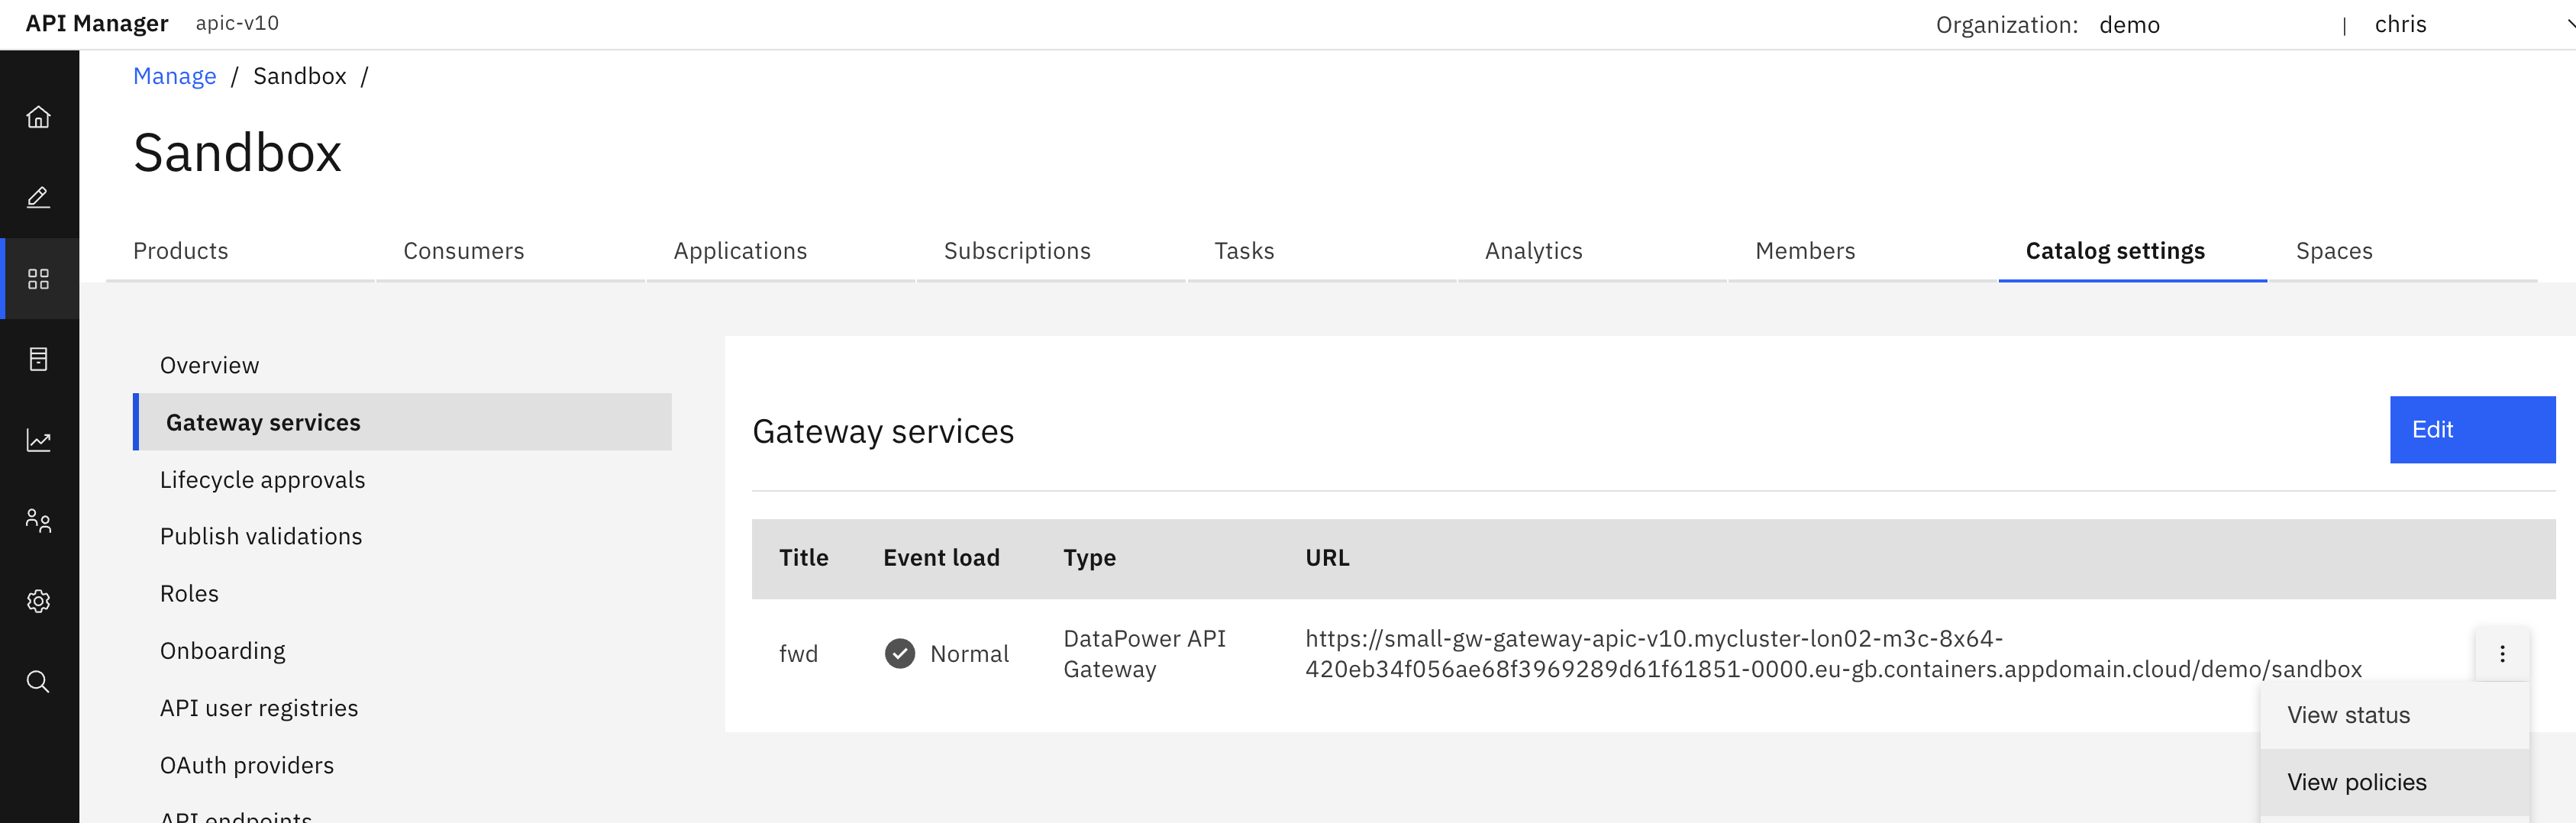 API Manager apic-v10 Organization: demo | chris
Manage / Sandbox /
Sandbox
Products Consumers Applications Subscriptions Tasks Analytics Members Catalog settings Spaces
Overview
Gateway services
Lifecycle approvals
Publish validations
Roles
Onboarding
API user registries
OAuth providers
API endpoints
Gateway services
Edit
Title Event load Type URL
fwd Normal DataPower API
Gateway
https://small-gw-gateway-apic-v10.mycluster-lon02-m3c-8x64-
420eb34f056ae68f3969289d61f61851-0000.eu-gb.containers.appdomain.cloud/demo/sandbox
View status
View policies